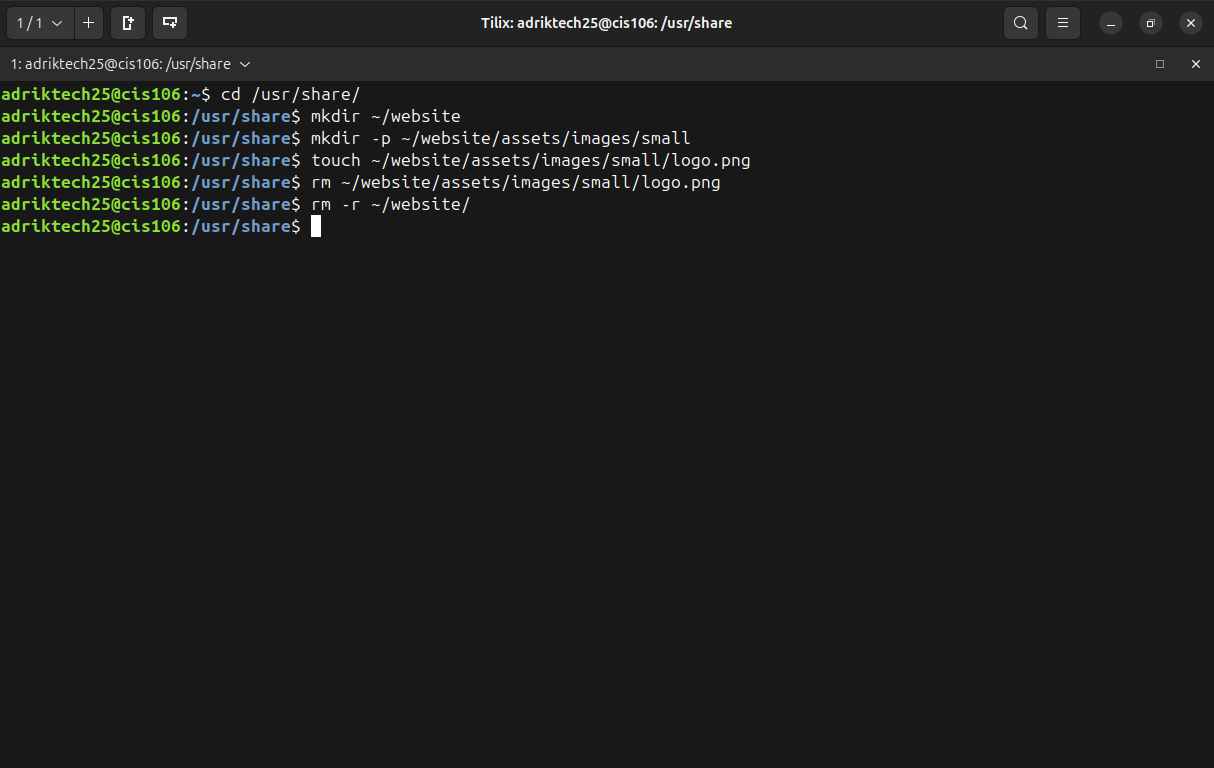 1 / 1
Tilix: adriktech25@cis106: /usr/share
1: adriktech25@cis106: /usr/share
adriktech25@cis106:~$ cd /usr/share/
adriktech25@cis106:/usr/share$ mkdir ~/website
adriktech25@cis106:/usr/share$ mkdir -p ~/website/assets/images/small
adriktech25@cis106:/usr/share$ touch ~/website/assets/images/small/logo.png
adriktech25@cis106:/usr/share$ rm ~/website/assets/images/small/logo.png
adriktech25@cis106:/usr/share$ rm -r ~/website/
adriktech25@cis106:/usr/share$